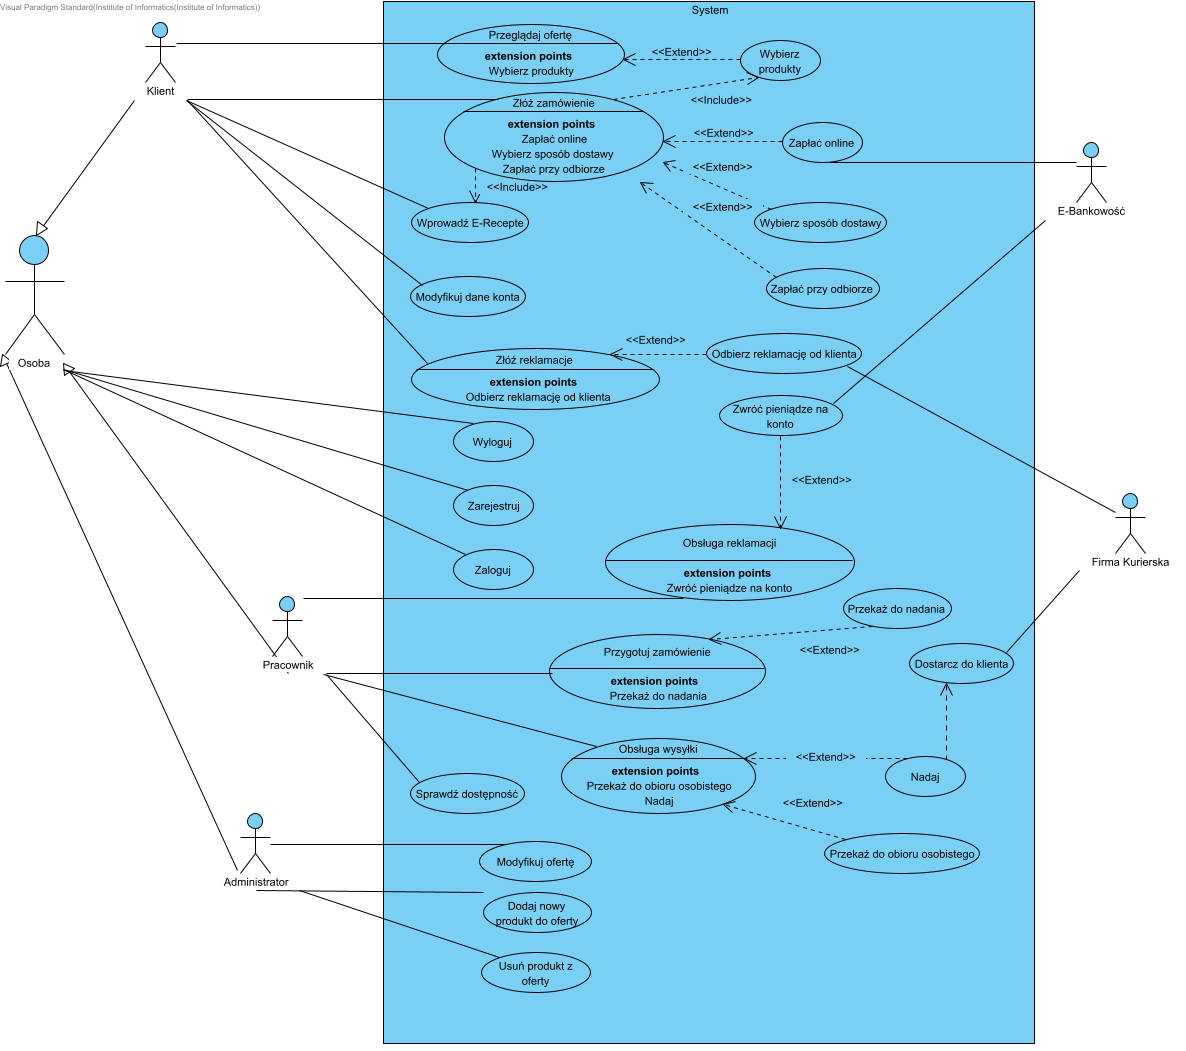 Visual Paradigm Standard(Institute of Informatics(Institute of Informatics))
System
Klient
Przeglądaj ofertę
extension points
Wybierz produkty
<<Extend>>
Wybierz
produkty
<<Include>>
Złóż zamówienie
extension points
Zapłać online
Wybierz sposób dostawy
Zapłać przy odbiorze
<<Extend>>
Zapłać online
<<Extend>>
<<Include>>
<<Extend>>
Wprowadź E-Recepte
Wybierz sposób dostawy
E-Bankowość
Zapłać przy odbiorze
Modyfikuj dane konta
Osoba
<<Extend>>
Złóż reklamacje
extension points
Odbierz reklamację od klienta
Odbierz reklamację od klienta
Zwróć pieniądze na
konto
Wyloguj
<<Extend>>
Zarejestruj
Obsługa reklamacji
extension points
Zwróć pieniądze na konto
Zaloguj
Firma Kurierska
Przekaż do nadania
Pracownik
Przygotuj zamówienie
extension points
Przekaż do nadania
<<Extend>>
Dostarcz do klienta
Obsługa wysyłki
extension points
Przekaż do obioru osobistego
Nadaj
<<Extend>>
Nadaj
Sprawdź dostępność
<<Extend>>
Przekaż do obioru osobistego
Administrator
Modyfikuj ofertę
Dodaj nowy
produkt do oferty
Usuń produkt z
oferty